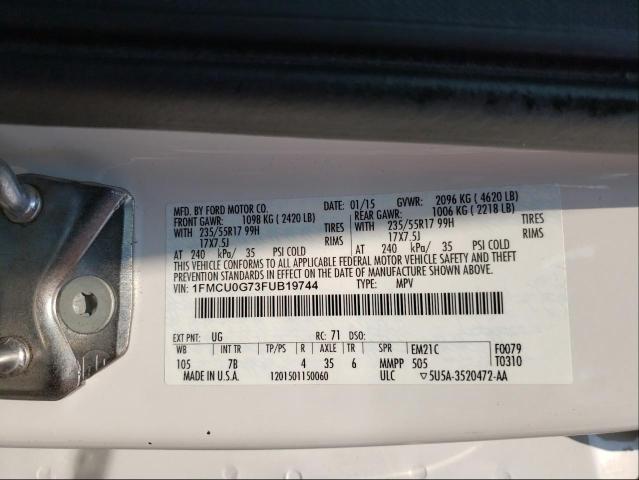 MFD. BY FORD MOTOR CO. DATE: 01/15 GVWR: 2096 KG ( 4620 LB)
FRONT GAWR: 1098 KG ( 2420 LB) REAR GAWR: 1006 KG ( 2218 LB)
WITH 235/55R17 99H TIRES WITH 235/55R17 99H TIRES
17X7.5J RIMS 17X7.5J RIMS
AT 240 kPa/ 35 PSI COLD AT 240 kPa/ 35 PSI COLD
THIS VEHICLE CONFORMS TO ALL APPLICABLE FEDERAL MOTOR VEHICLE SAFETY AND THEFT
PREVENTION STANDARDS IN EFFECT ON THE DATE OF MANUFACTURE SHOWN ABOVE.
VIN: 1FMCU0G73FUB19744 TYPE: MPV
EXT PNT: UG RC: 71 DSO:
WB INT TR TP/PS R AXLE TR SPR EM21C F0079
105 7B 4 35 6 MMPP 505 T0310
MADE IN U.S.A. 1201501150060 ULC ▽5U5A-3520472-AA